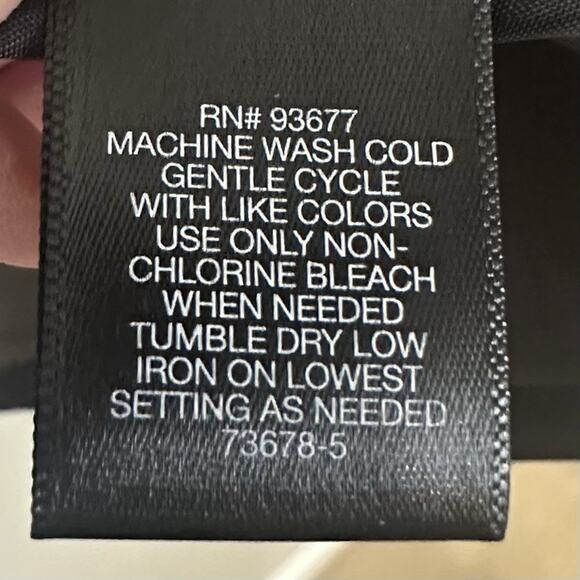 RN# 93677
MACHINE WASH COLD
GENTLE CYCLE
WITH LIKE COLORS
USE ONLY NON-
CHLORINE BLEACH
WHEN NEEDED
TUMBLE DRY LOW
IRON ON LOWEST
SETTING AS NEEDED
73678-5